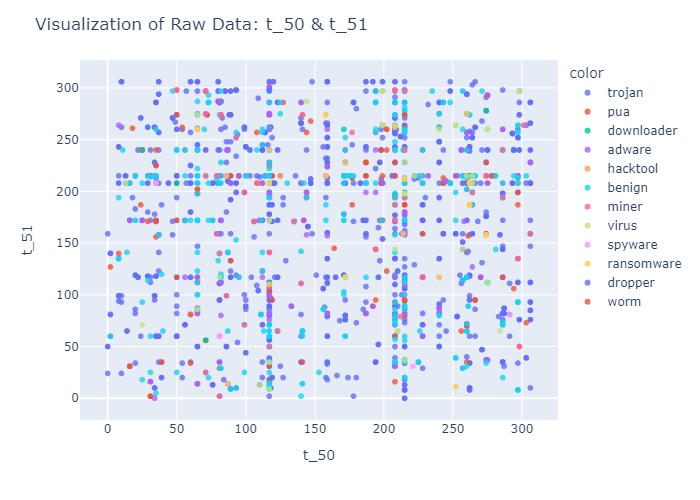 Visualization of Raw Data: t_50 & t_51
color
trojan
pua
downloader
adware
hacktool
benign
miner
virus
spyware
ransomware
dropper
worm
300
250
200
150
100
50
0
t_51
0 50 100 150 200 250 300
t_50